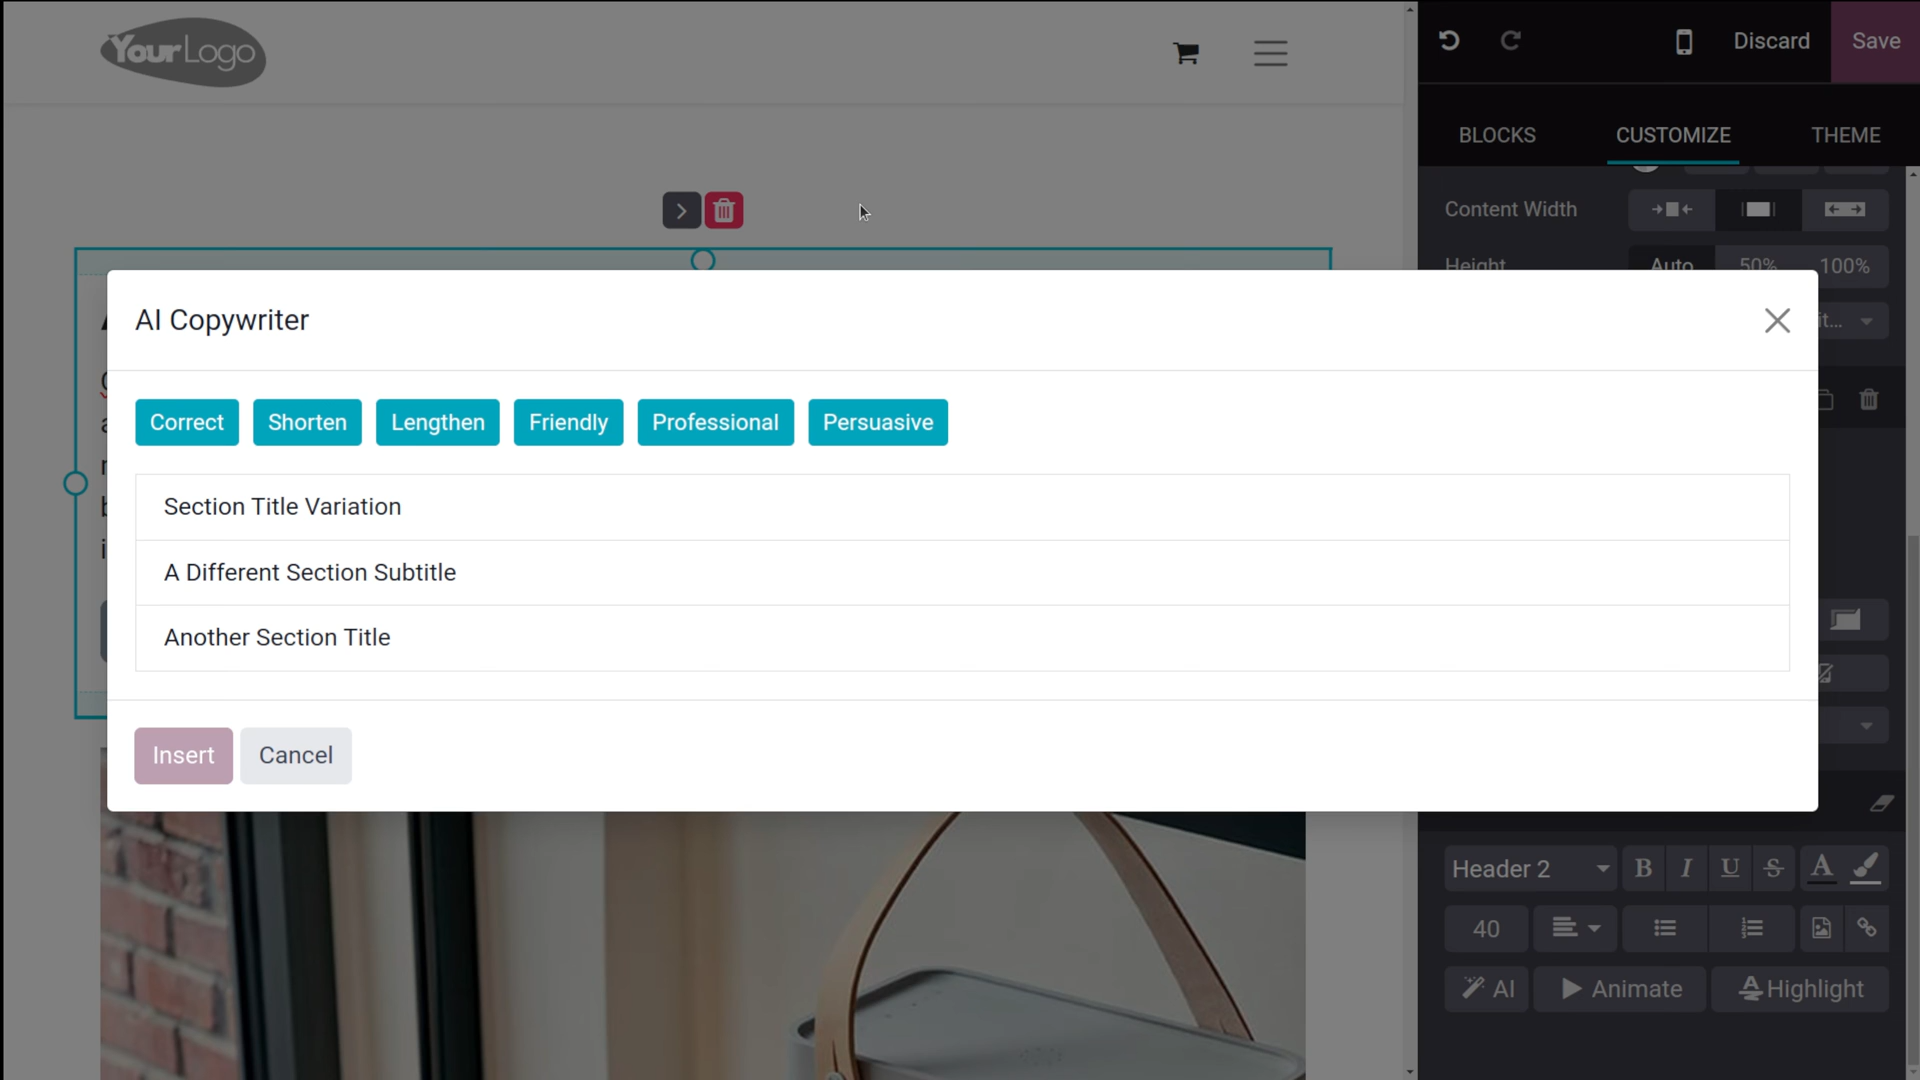 YourLogo
Discard
Save
BLOCKS
CUSTOMIZE
THEME
Content Width
Height
Auto
50%
100%
AI Copywriter
Correct
Shorten
Lengthen
Friendly
Professional
Persuasive
Section Title Variation
A Different Section Subtitle
Another Section Title
Insert
Cancel
Header 2
B
I
U
S
A
40
AI
Animate
Highlight